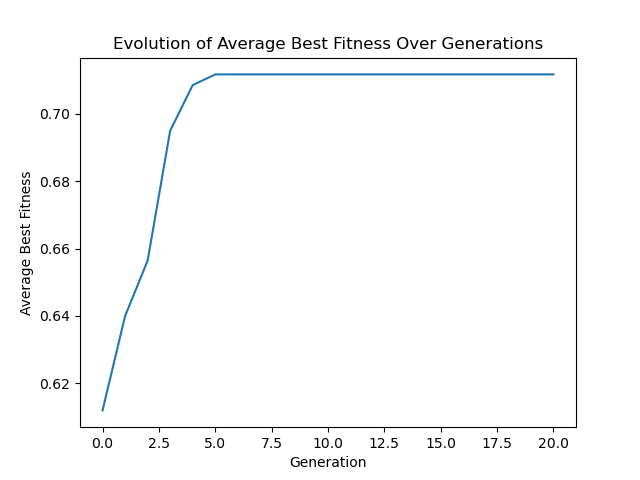 Evolution of Average Best Fitness Over Generations
Average Best Fitness
0.70
0.68
0.66
0.64
0.62
0.0 2.5 5.0 7.5 10.0 12.5 15.0 17.5 20.0
Generation